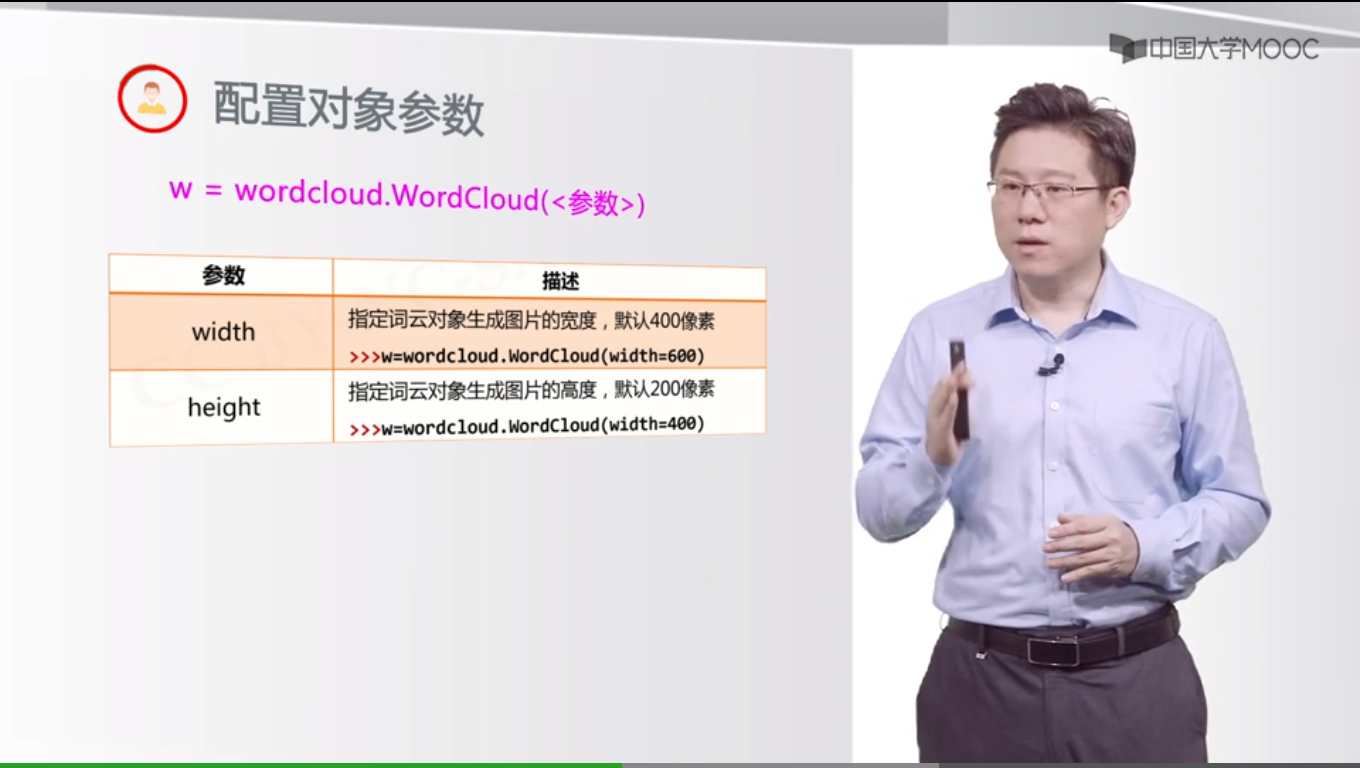 中国大学MOOC
配置对象参数
w = wordcloud.WordCloud(<参数>)
参数 描述
width 指定词云对象生成图片的宽度，默认400像素
>>>w=wordcloud.WordCloud(width=600)
height 指定词云对象生成图片的高度，默认200像素
>>>w=wordcloud.WordCloud(width=400)